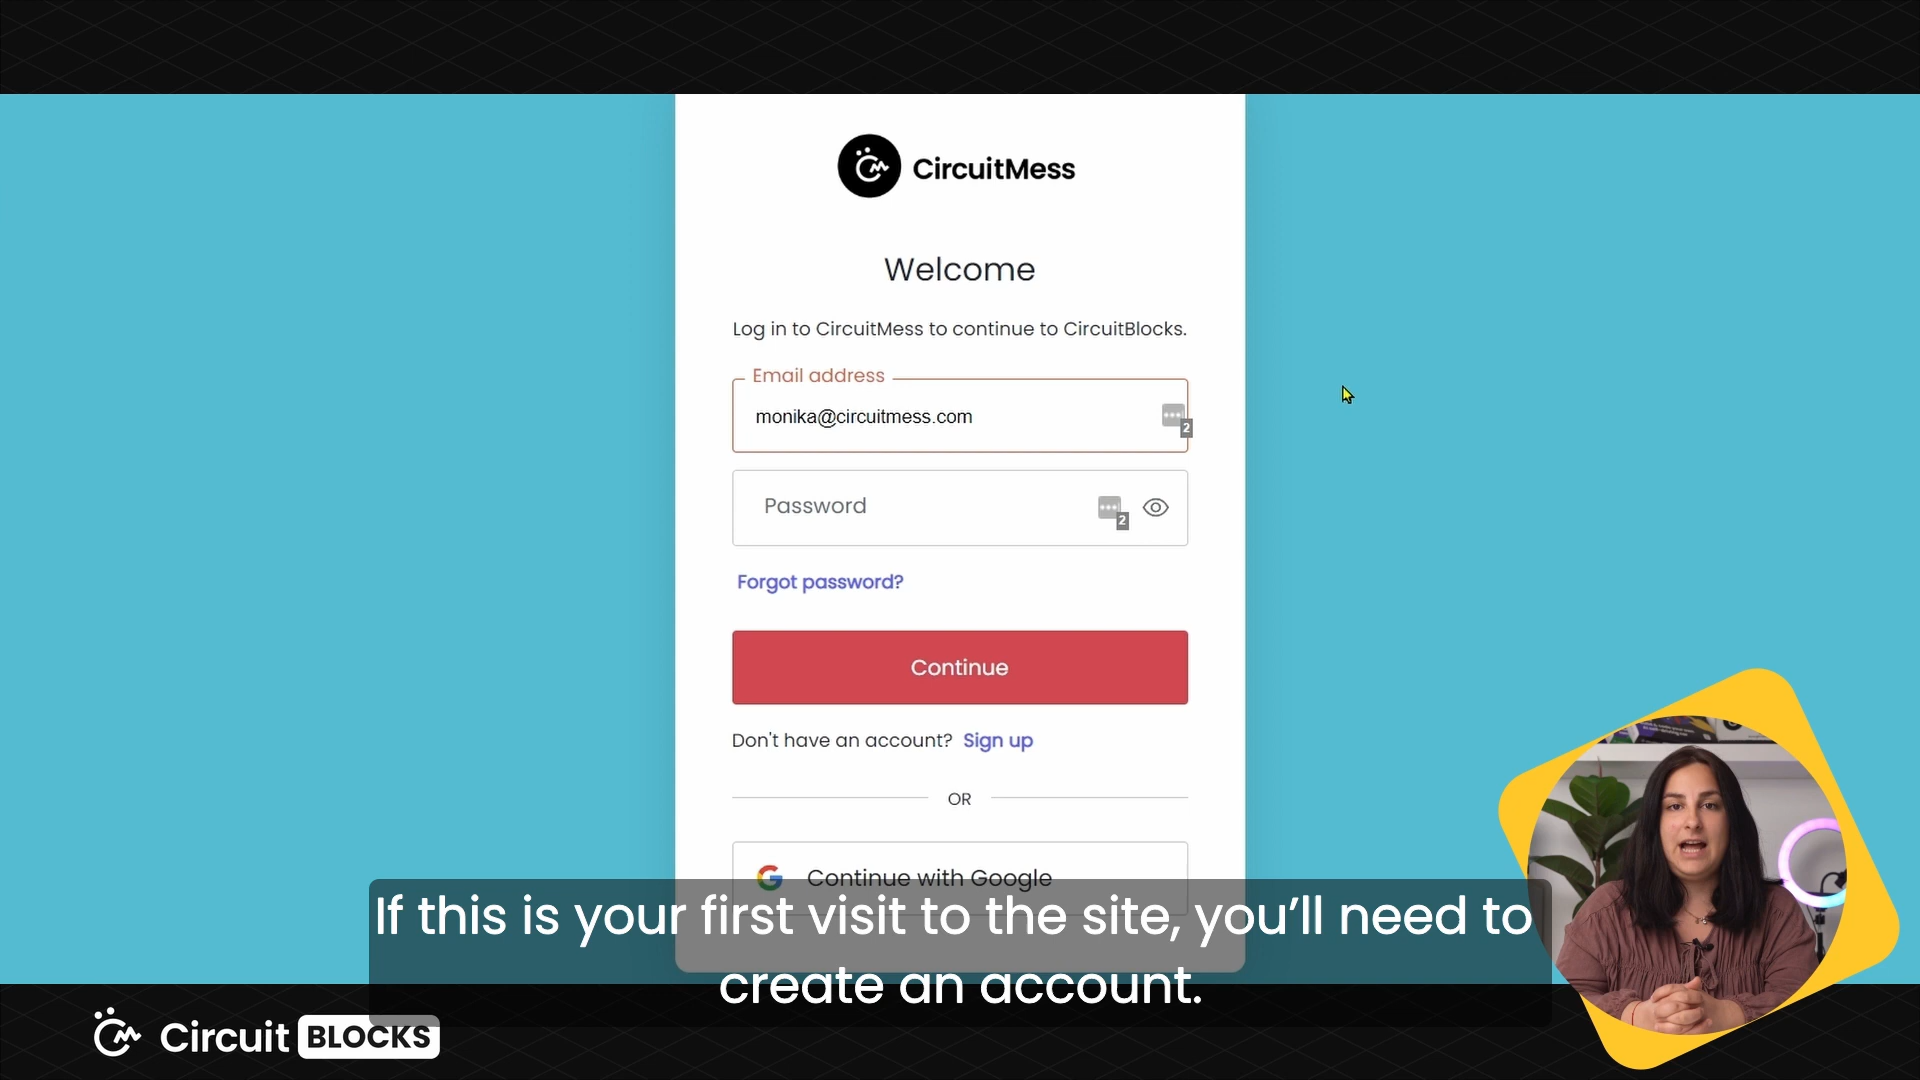 CircuitMess
Welcome
Log in to CircuitMess to continue to CircuitBlocks.
Email address
monika@circuitmess.com
2
Password
2
Forgot password?
Continue
Don't have an account? Sign up
OR
Continue with Google
If this is your first visit to the site, you’ll need to
create an account.
Circuit BLOCKS